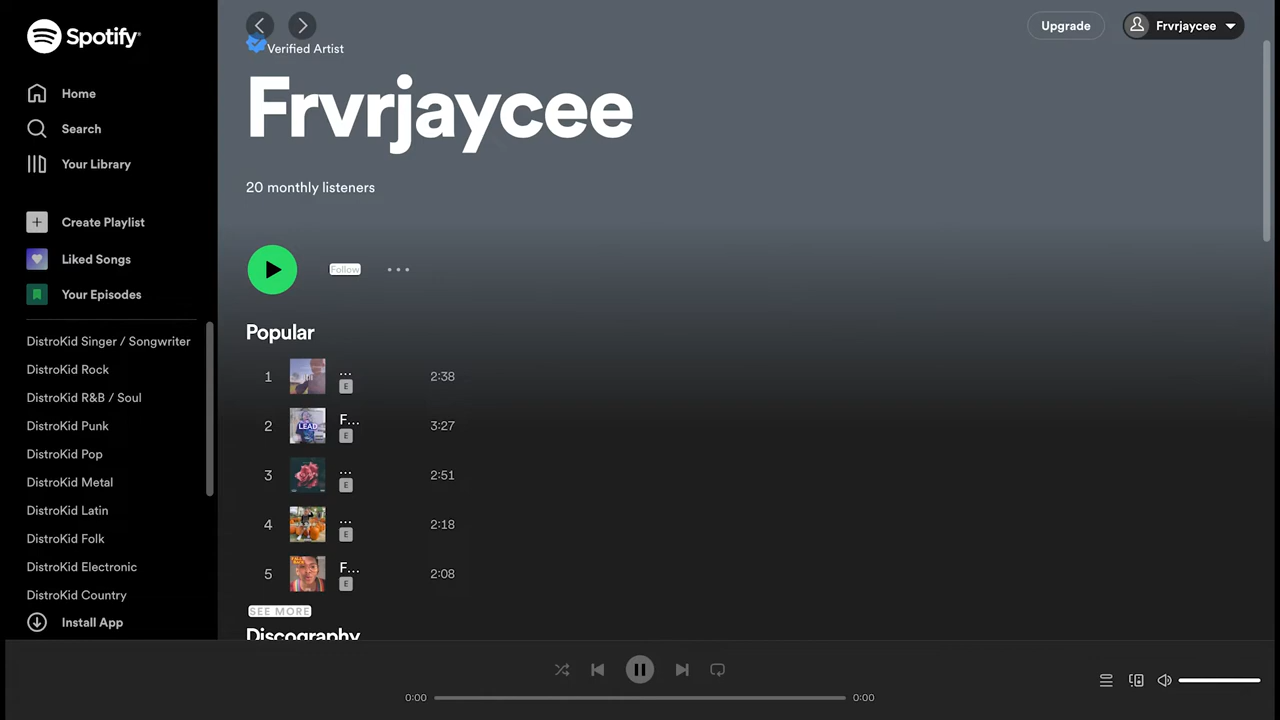 Spotify
Home
Search
Your Library
Create Playlist
Liked Songs
Your Episodes
DistroKid Singer / Songwriter
DistroKid Rock
DistroKid R&B / Soul
DistroKid Punk
DistroKid Pop
DistroKid Metal
DistroKid Latin
DistroKid Folk
DistroKid Electronic
DistroKid Country
Install App
Upgrade
Frvrjaycee
Verified Artist
Frvrjaycee
20 monthly listeners
Follow
Popular
1 ... E 2:38
2 LEAD F... E 3:27
3 ... E 2:51
4 ... E 2:18
5 F... E 2:08
SEE MORE
Discography
0:00 0:00